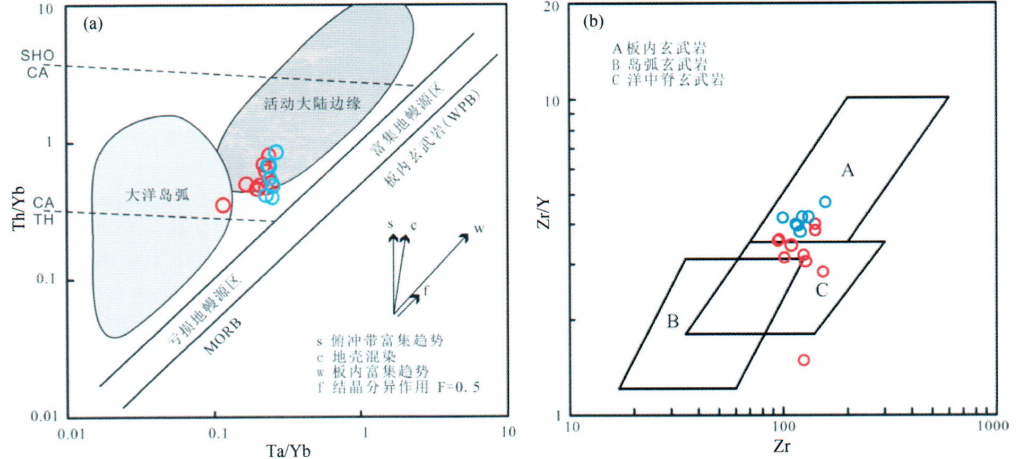 (a)
10
SHO
CA
1
CA
TH
0.1
0.01
Th/Yb
活动大陆边缘
大洋岛弧
富集地幔源区
板内玄武岩(WPB)
亏损地幔源区
MORB
s
c
w
f
s 俯冲带富集趋势
c 地壳混染
w 板内富集趋势
f 结晶分异作用 F=0.5
0.01
0.1
1
10
Ta/Yb
(b)
20
10
1
Zr/Y
A 板内玄武岩
B 岛弧玄武岩
C 洋中脊玄武岩
A
B
C
10
100
1000
Zr